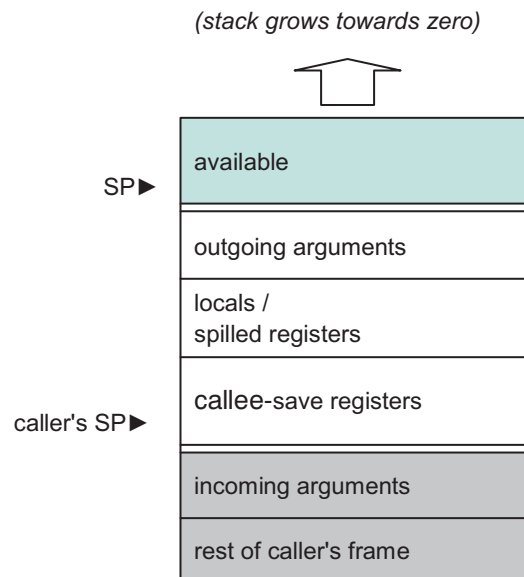 (stack grows towards zero)
available
SP►
outgoing arguments
locals /
spilled registers
callee-save registers
caller's SP►
incoming arguments
rest of caller's frame